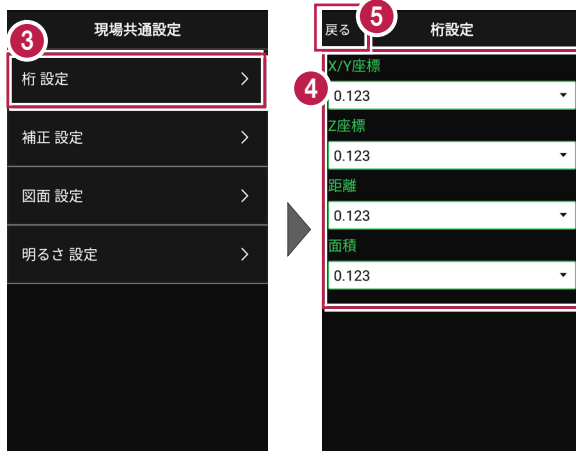 現場共通設定
3
桁 設定
補正 設定
図面 設定
明るさ 設定
5
戻る
桁設定
4
X/Y座標
0.123
Z座標
0.123
距離
0.123
面積
0.123